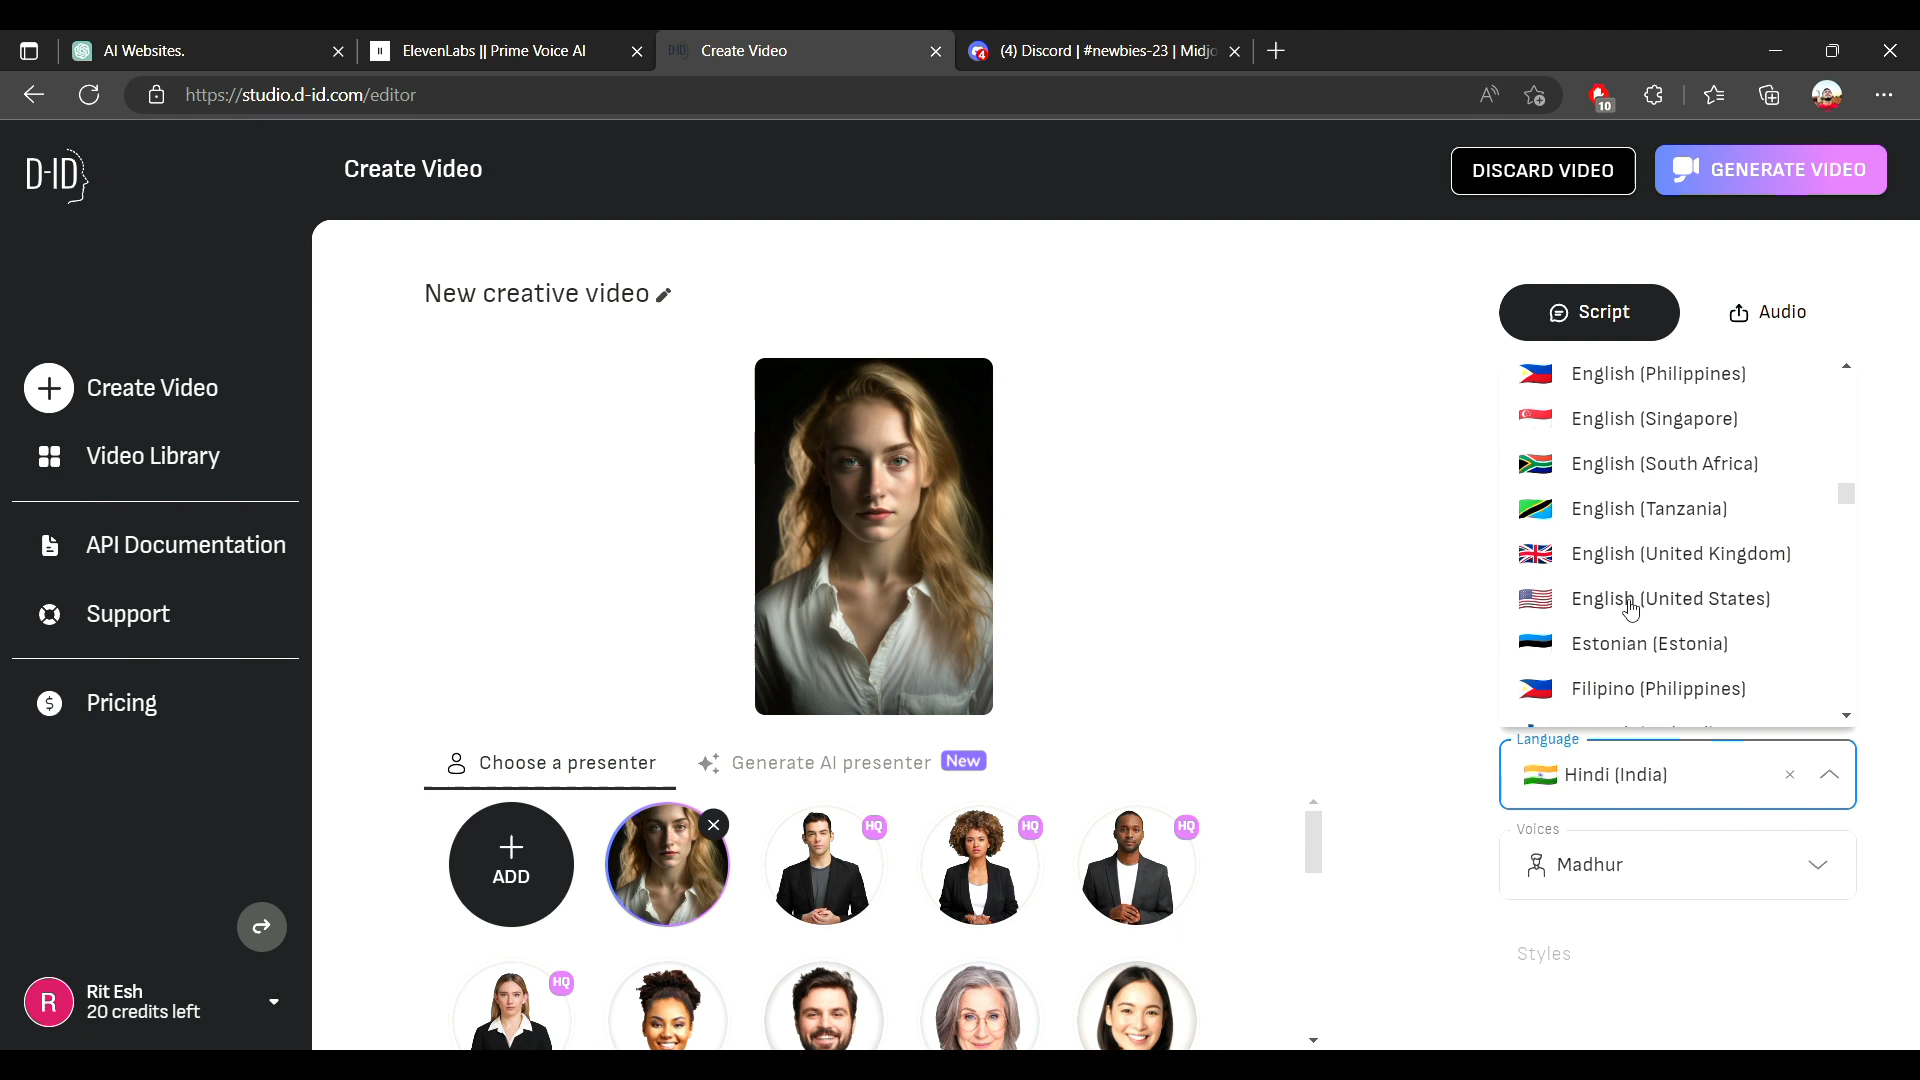 AI Websites.
ElevenLabs || Prime Voice AI
D-ID Create Video
4 (4) Discord | #newbies-23 | Midjo
https://studio.d-id.com/editor
10
D-ID
Create Video
DISCARD VIDEO
GENERATE VIDEO
Create Video
Video Library
API Documentation
Support
$ Pricing
R
Rit Esh
20 credits left
New creative video
Choose a presenter
Generate AI presenter New
ADD
HQ
HQ
HQ
HQ
Script
Audio
English (Philippines)
English (Singapore)
English (South Africa)
English (Tanzania)
English (United Kingdom)
English (United States)
Estonian (Estonia)
Filipino (Philippines)
Language
Hindi (India)
Voices
Madhur
Styles